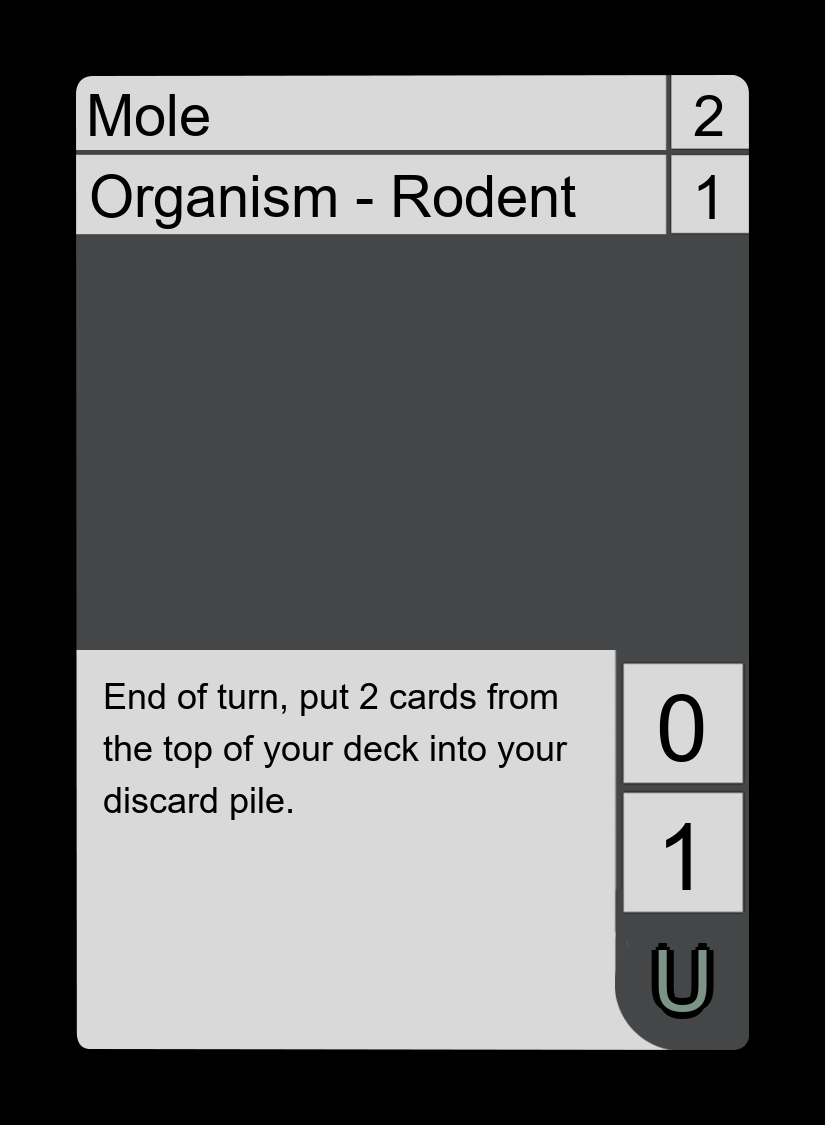 Mole 2
Organism - Rodent 1
End of turn, put 2 cards from
the top of your deck into your
discard pile.
0
1
U